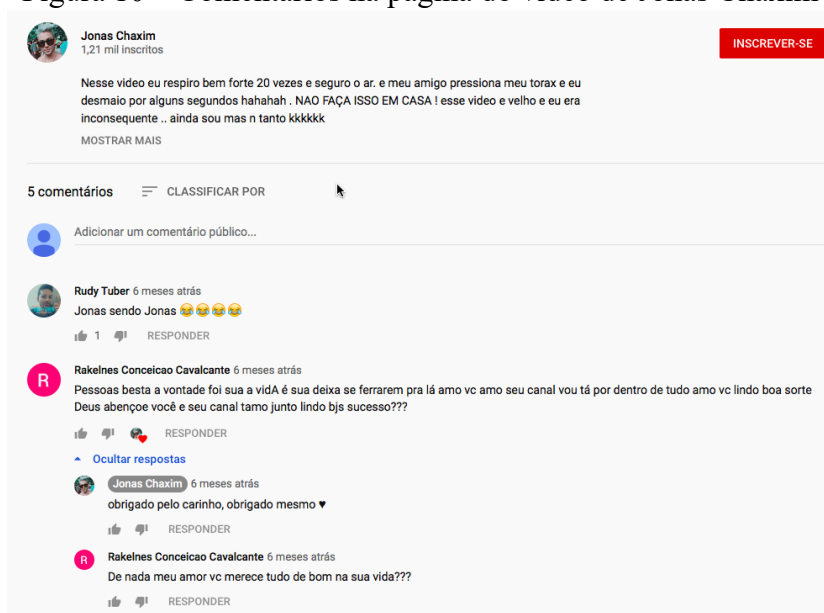 Jonas Chaxim
1,21 mil inscritos
INSCREVER-SE
Nesse video eu respiro bem forte 20 vezes e seguro o ar. e meu amigo pressiona meu torax e eu
desmaio por alguns segundos hahahah . NAO FAÇA ISSO EM CASA ! esse video e velho e eu era
inconsequente .. ainda sou mas n tanto kkkkkk
MOSTRAR MAIS
5 comentários
CLASSIFICAR POR
Adicionar um comentário público...
Rudy Tuber 6 meses atrás
Jonas sendo Jonas 😂😂😂😂
1 RESPONDER
R
Rakelnes Conceicao Cavalcante 6 meses atrás
Pessoas besta a vontade foi sua a vidA é sua deixa se ferrarem pra lá amo vc amo seu canal vou tá por dentro de tudo amo vc lindo boa sorte
Deus abençoe você e seu canal tamo junto lindo bjs sucesso???
RESPONDER
Ocultar respostas
Jonas Chaxim 6 meses atrás
obrigado pelo carinho, obrigado mesmo ♥
RESPONDER
R
Rakelnes Conceicao Cavalcante 6 meses atrás
De nada meu amor vc merece tudo de bom na sua vida???
RESPONDER